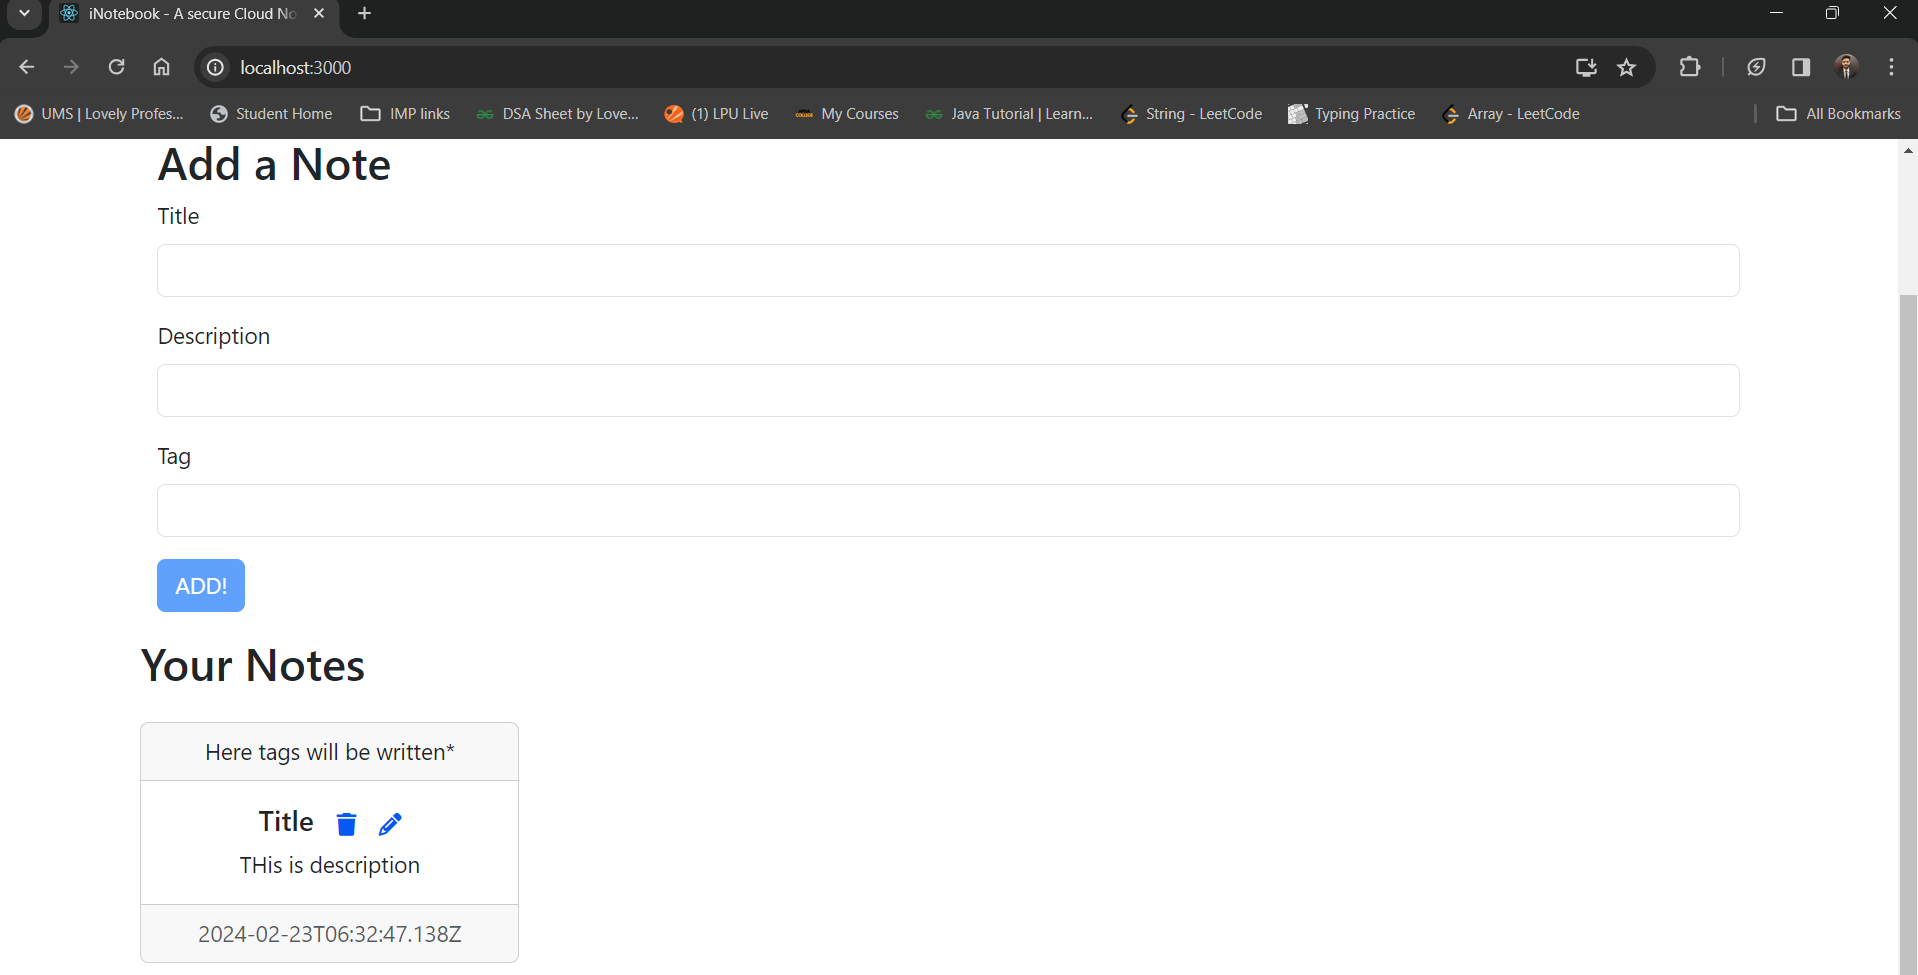 iNotebook - A secure Cloud No
localhost:3000
UMS | Lovely Profes... Student Home IMP links DSA Sheet by Love... (1) LPU Live My Courses Java Tutorial | Learn... String - LeetCode Typing Practice Array - LeetCode All Bookmarks
Add a Note
Title
Description
Tag
ADD!
Your Notes
Here tags will be written*
Title
THis is description
2024-02-23T06:32:47.138Z